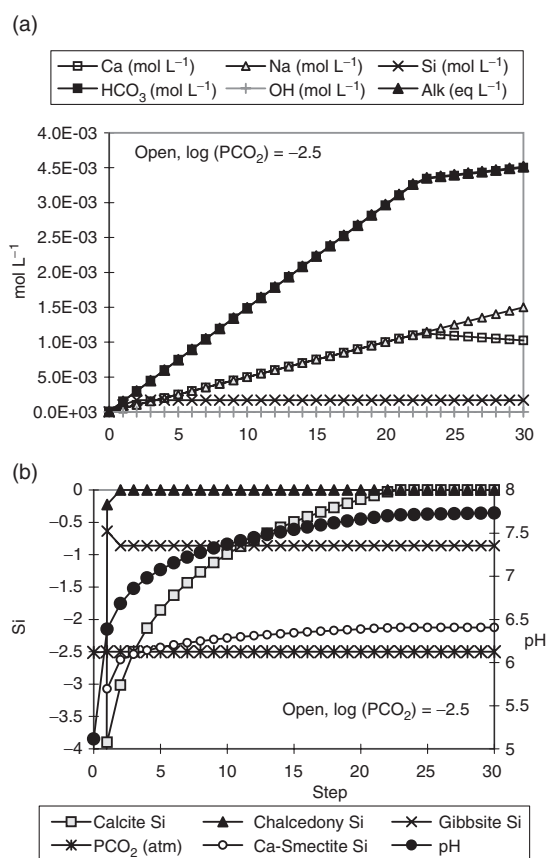 (a)
Ca (mol L⁻¹) Na (mol L⁻¹) Si (mol L⁻¹)
HCO₃ (mol L⁻¹) OH (mol L⁻¹) Alk (eq L⁻¹)
4.0E-03
Open, log (PCO₂) = −2.5
3.5E-03
3.0E-03
2.5E-03
2.0E-03
1.5E-03
1.0E-03
5.0E-03
0.0E+03
mol L⁻¹
0 5 10 15 20 25 30
(b)
0
−0.5
−1
−1.5
−2
−2.5
−3
−3.5
−4
Si
8
7.5
7
6.5
6
5.5
5
pH
Open, log (PCO₂) = −2.5
0 5 10 15 20 25 30
Step
Calcite Si Chalcedony Si Gibbsite Si
PCO₂ (atm) Ca-Smectite Si pH